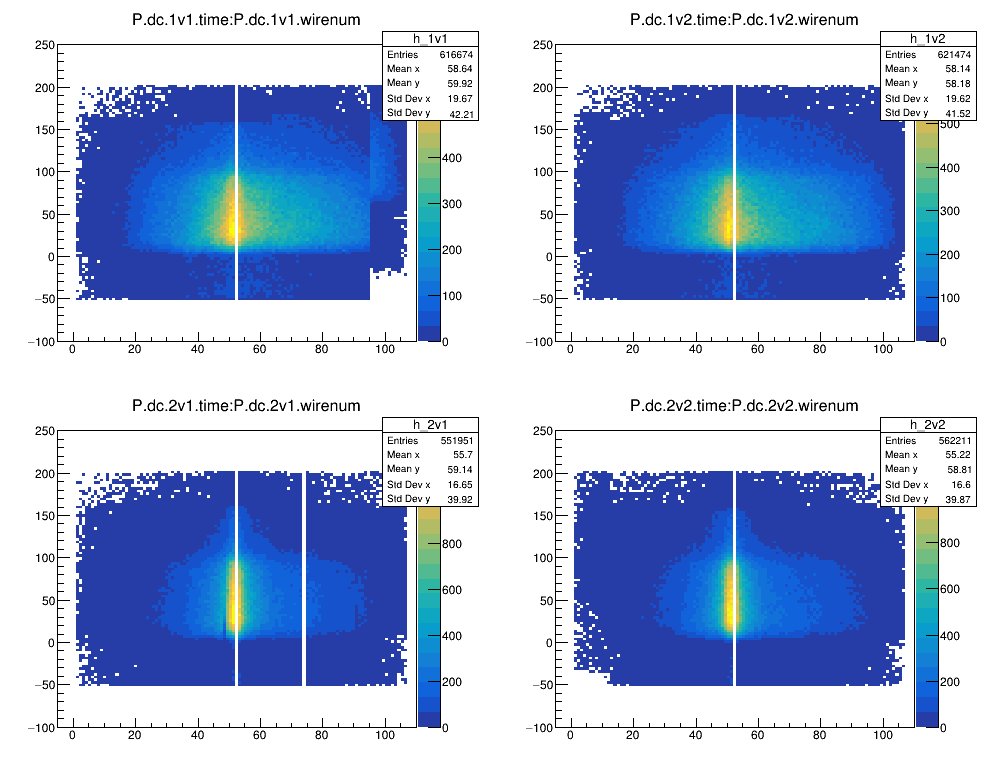 P.dc.1v1.time:P.dc.1v1.wirenum
h_1v1
Entries 616674
Mean x 58.64
Mean y 59.92
Std Dev x 19.67
Std Dev y 42.21
250
200
150
100
50
0
−50
−100
0 20 40 60 80 100
400
300
200
100
0
P.dc.1v2.time:P.dc.1v2.wirenum
h_1v2
Entries 621474
Mean x 58.14
Mean y 58.18
Std Dev x 19.62
Std Dev y 41.52
250
200
150
100
50
0
−50
−100
0 20 40 60 80 100
500
400
300
200
100
0
P.dc.2v1.time:P.dc.2v1.wirenum
h_2v1
Entries 551951
Mean x 55.7
Mean y 59.14
Std Dev x 16.65
Std Dev y 39.92
250
200
150
100
50
0
−50
−100
0 20 40 60 80 100
800
600
400
200
0
P.dc.2v2.time:P.dc.2v2.wirenum
h_2v2
Entries 562211
Mean x 55.22
Mean y 58.81
Std Dev x 16.6
Std Dev y 39.87
250
200
150
100
50
0
−50
−100
0 20 40 60 80 100
800
600
400
200
0